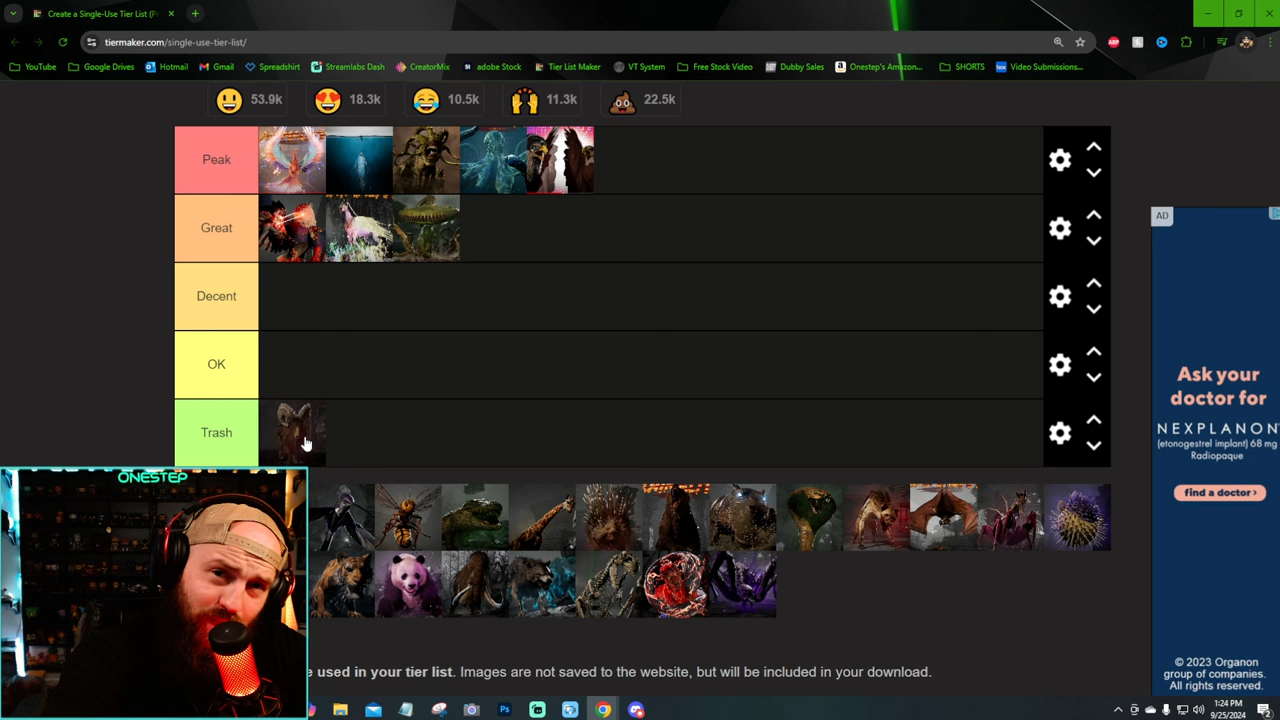 Create a Single-Use Tier List (P
tiermaker.com/single-use-tier-list/
ABP
YouTube
Google Drives
Hotmail
Gmail
Spreadshirt
Streamlabs Dash
CreatorMix
adobe Stock
Tier List Maker
VT System
Free Stock Video
Dubby Sales
Onestep's Amazon...
SHORTS
Video Submissions...
53.9k
18.3k
10.5k
11.3k
22.5k
Peak
Great
Decent
OK
Trash
AD
Ask your
doctor for
NEXPLANON
(etonogestrel implant) 68 mg
Radiopaque
find a doctor ›
© 2023 Organon
group of companies.
All rights reserved.
ONESTEP
e used in your tier list. Images are not saved to the website, but will be included in your download.
Ps
1:24 PM
9/25/2024